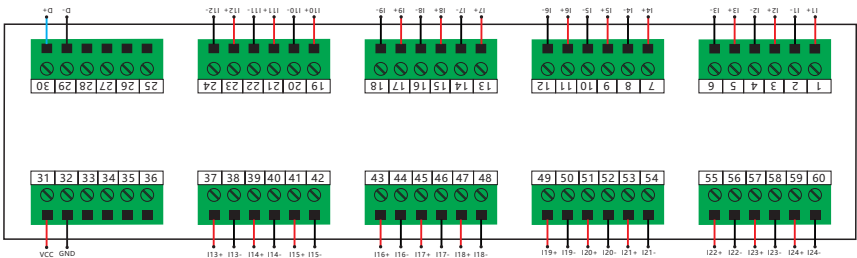 D+ D- I12- I12+ I11- I11+ I10- I10+ I9- I9+ I8- I8+ I7- I7+ I6- I6+ I5- I5+ I4- I4+ I3- I3+ I2- I2+ I1- I1+
30 29 28 27 26 25 24 23 22 21 20 19 18 17 16 15 14 13 12 11 10 9 8 7 6 5 4 3 2 1
31 32 33 34 35 36 37 38 39 40 41 42 43 44 45 46 47 48 49 50 51 52 53 54 55 56 57 58 59 60
VCC GND I13+ I13- I14+ I14- I15+ I15- I16+ I16- I17+ I17- I18+ I18- I19+ I19- I20+ I20- I21+ I21- I22+ I22- I23+ I23- I24+ I24-